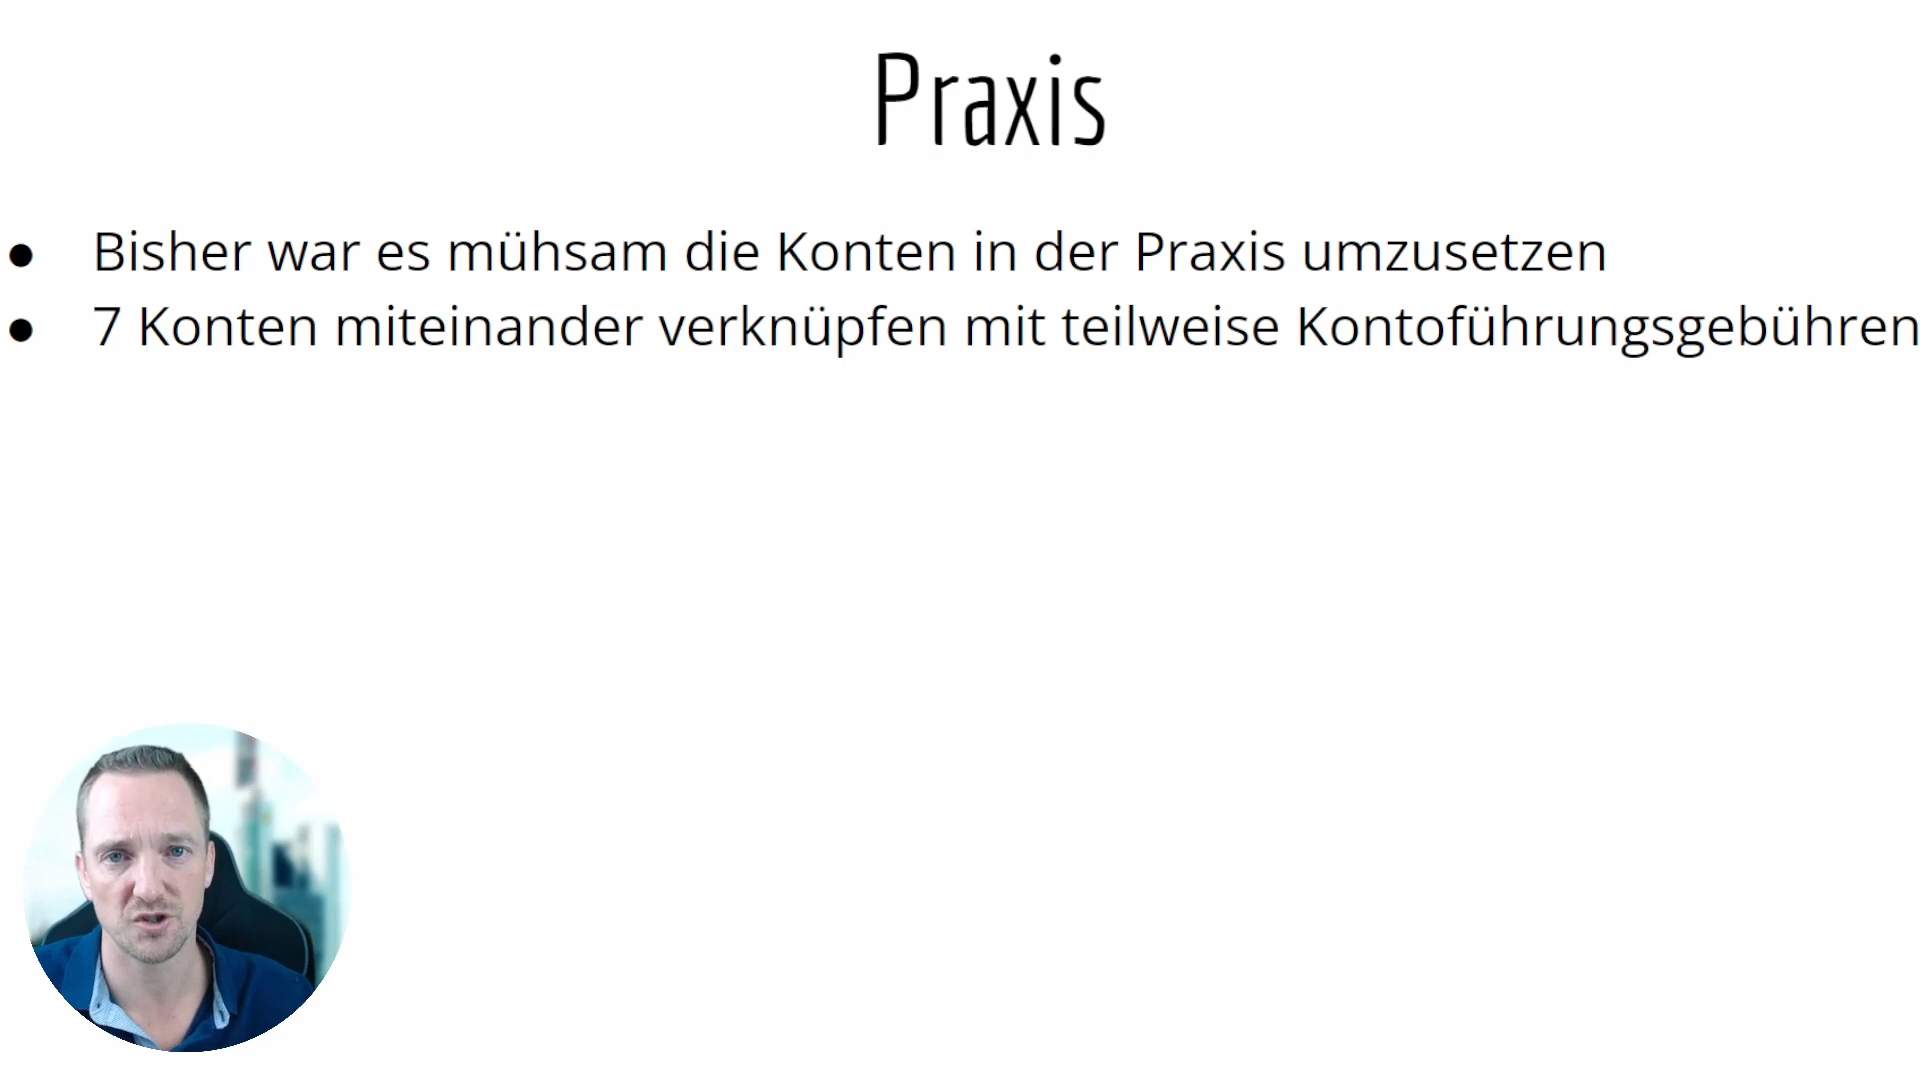 Praxis
● Bisher war es mühsam die Konten in der Praxis umzusetzen
● 7 Konten miteinander verknüpfen mit teilweise Kontoführungsgebühren